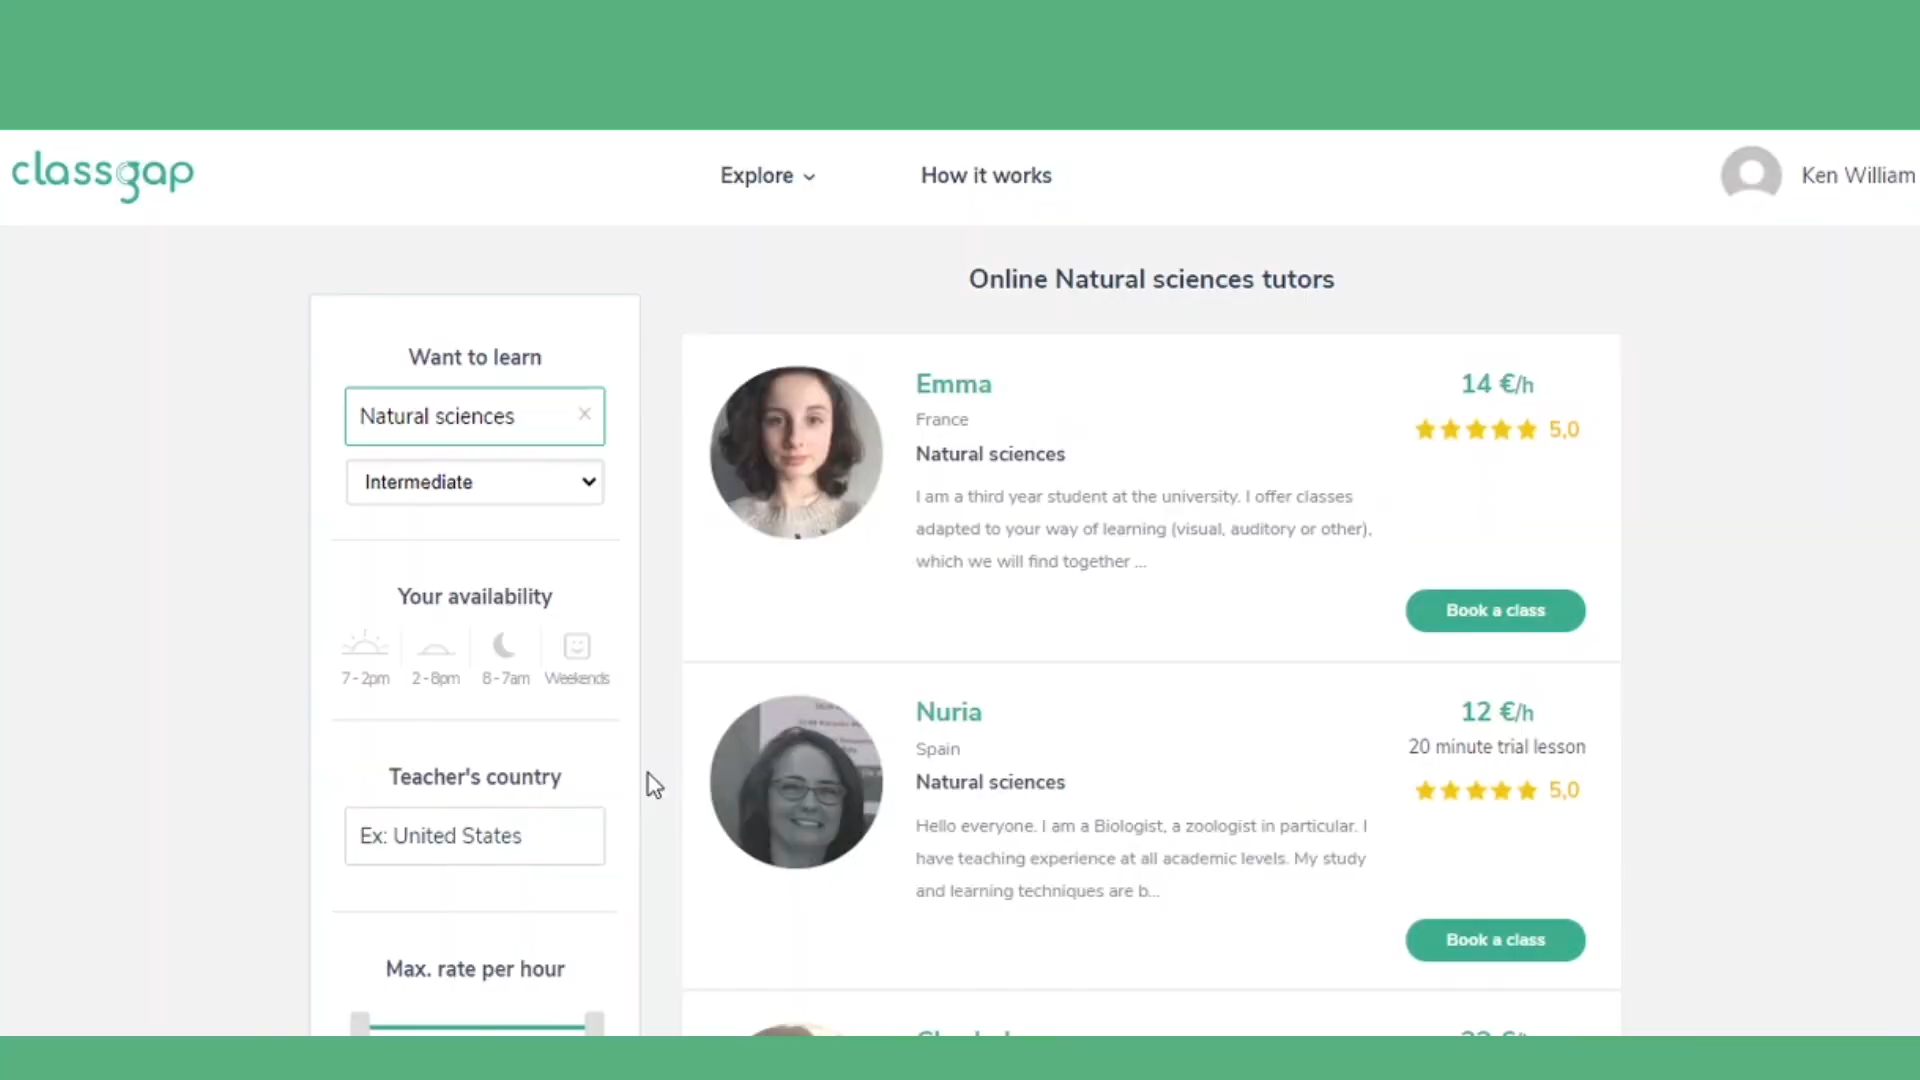 classgap
Explore
How it works
Ken William
Online Natural sciences tutors
Want to learn
Natural sciences
Intermediate
Your availability
7-2pm
2-8pm
8-7am
Weekends
Teacher's country
Ex: United States
Max. rate per hour
Emma
France
Natural sciences
I am a third year student at the university. I offer classes
adapted to your way of learning (visual, auditory or other),
which we will find together ...
14 €/h
5,0
Book a class
Nuria
Spain
Natural sciences
Hello everyone. I am a Biologist, a zoologist in particular. I
have teaching experience at all academic levels. My study
and learning techniques are b...
12 €/h
20 minute trial lesson
5,0
Book a class